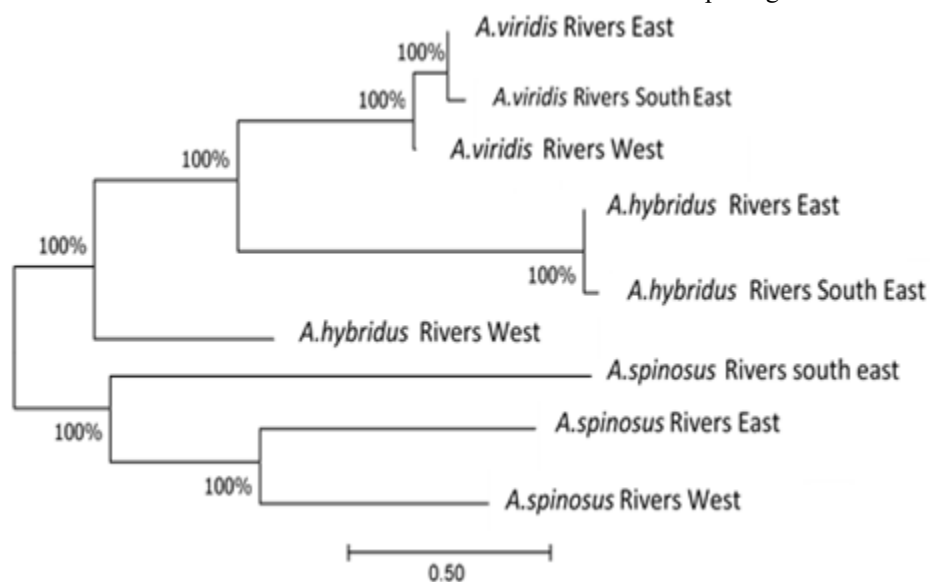 A.viridis Rivers East
100%
A.viridis Rivers South East
100%
A.viridis Rivers West
100%
A.hybridus Rivers East
100%
100%
A.hybridus Rivers South East
A.hybridus Rivers West
A.spinosus Rivers south east
A.spinosus Rivers East
100%
100%
A.spinosus Rivers West
0.50